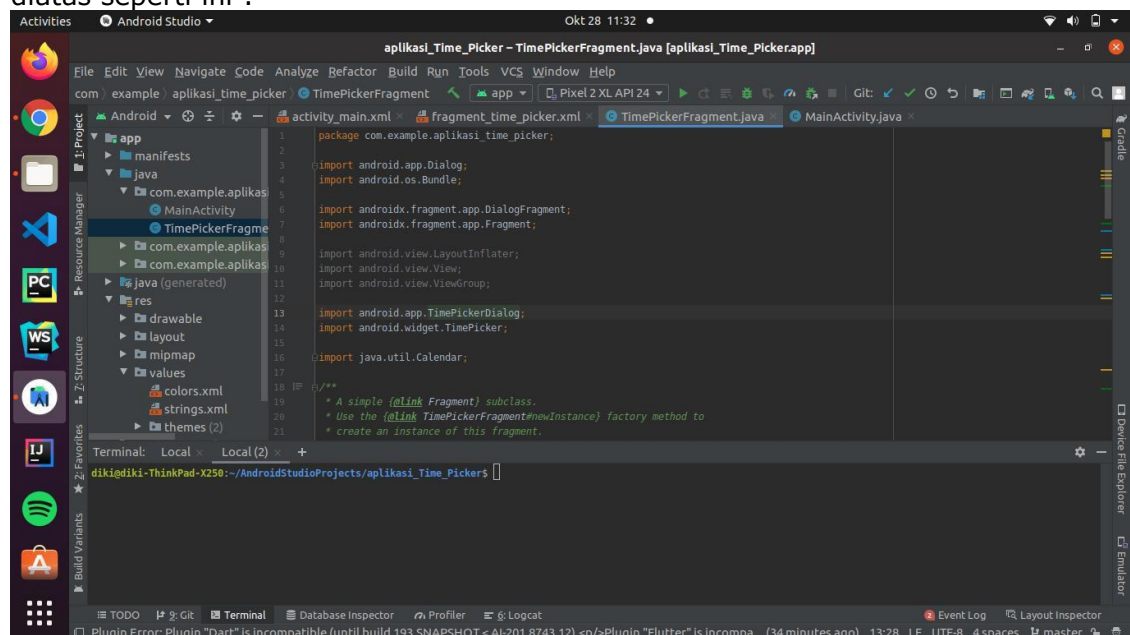 diatas seperti ini :
Activities Android Studio Okt 28 11:32
aplikasi_Time_Picker – TimePickerFragment.java [aplikasi_Time_Picker.app]
File Edit View Navigate Code Analyze Refactor Build Run Tools VCS Window Help
com example aplikasi_time_picker TimePickerFragment app Pixel 2 XL API 24 Git:
Android activity_main.xml fragment_time_picker.xml TimePickerFragment.java MainActivity.java
1: Project
Resource Manager
7: Structure
2: Favorites
Build Variants
app
manifests
java
com.example.aplikas
MainActivity
TimePickerFragme
com.example.aplikas
com.example.aplikas
java (generated)
res
drawable
layout
mipmap
values
colors.xml
strings.xml
themes (2)
1 package com.example.aplikasi_time_picker;
2
3 import android.app.Dialog;
4 import android.os.Bundle;
5
6 import androidx.fragment.app.DialogFragment;
7 import androidx.fragment.app.Fragment;
8
9 import android.view.LayoutInflater;
10 import android.view.View;
11 import android.view.ViewGroup;
12
13 import android.app.TimePickerDialog;
14 import android.widget.TimePicker;
15
16 import java.util.Calendar;
17
18 /**
19 * A simple {@link Fragment} subclass.
20 * Use the {@link TimePickerFragment#newInstance} factory method to
21 * create an instance of this fragment.
Gradle
Device File Explorer
Emulator
PC
WS
IJ
Terminal: Local Local (2) +
diki@diki-ThinkPad-X250:~/AndroidStudioProjects/aplikasi_Time_Picker$
TODO 9: Git Terminal Database Inspector Profiler 6: Logcat 2 Event Log Layout Inspector
Plugin Error: Plugin "Dart" is incompatible (until build 193.SNAPSHOT < AI-201.8743.12) <p/>Plugin "Flutter" is incompa... (34 minutes ago) 13:28 LF UTF-8 4 spaces master